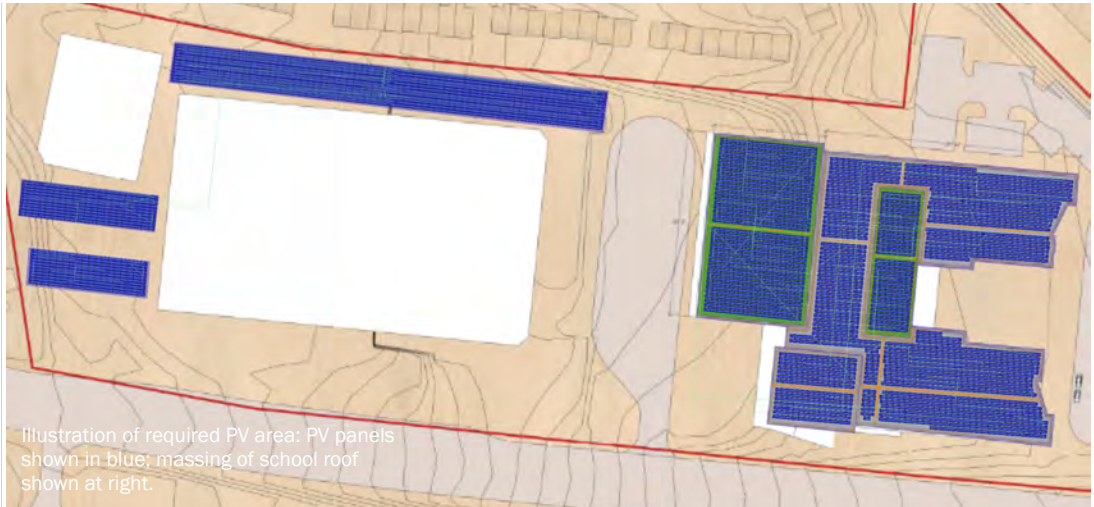 Illustration of required PV area: PV panels
shown in blue; massing of school roof
shown at right.